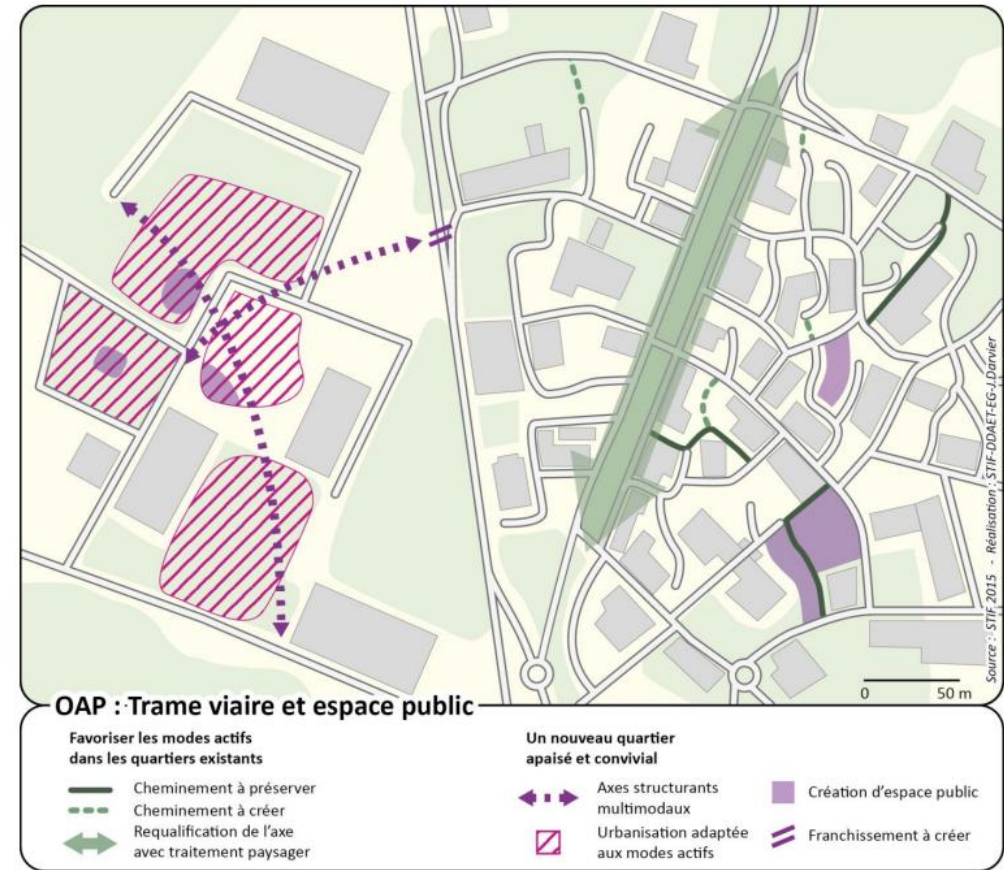 Source : STIF 2015 - Réalisation : STIF-DDAET-EG-J.Darvier
0 50 m
OAP : Trame viaire et espace public
Favoriser les modes actifs
dans les quartiers existants
Cheminement à préserver
Cheminement à créer
Requalification de l'axe
avec traitement paysager
Un nouveau quartier
apaisé et convivial
Axes structurants
multimodaux
Urbanisation adaptée
aux modes actifs
Création d'espace public
Franchissement à créer